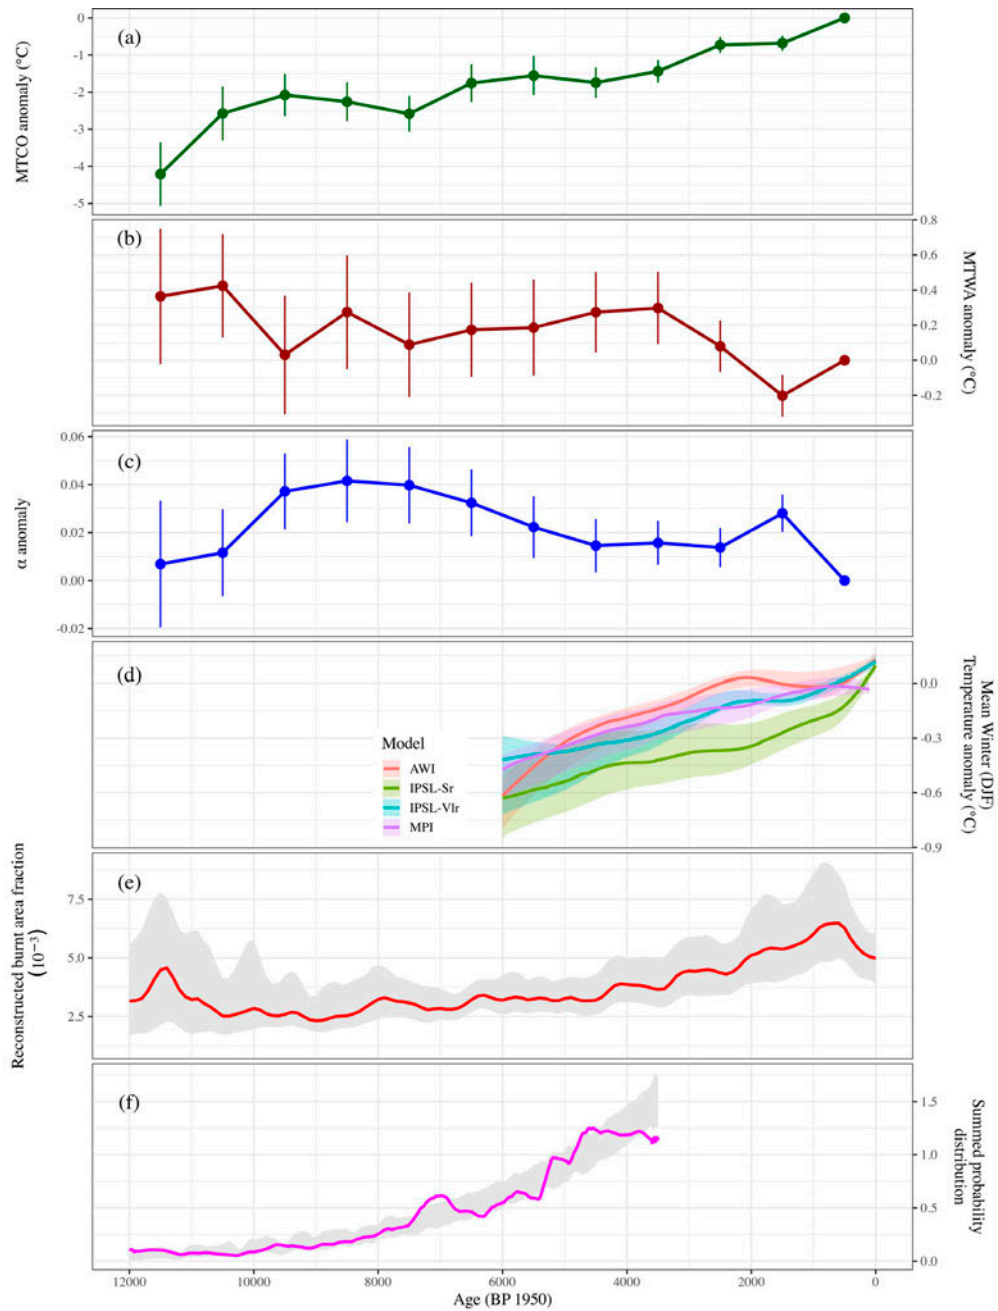 (a)
MTCO anomaly (°C)
0
-1
-2
-3
-4
-5
(b)
MTWA anomaly (°C)
0.8
0.6
0.4
0.2
0.0
-0.2
(c)
α anomaly
0.06
0.04
0.02
0.00
-0.02
(d)
Mean Winter (DJF)
Temperature anomaly (°C)
0.0
-0.3
-0.6
-0.9
Model
AWI
IPSL-Sr
IPSL-Vlr
MPI
(e)
Reconstructed burnt area fraction
(10⁻³)
7.5
5.0
2.5
(f)
Summed probability
distribution
1.5
1.0
0.5
0.0
12000 10000 8000 6000 4000 2000 0
Age (BP 1950)